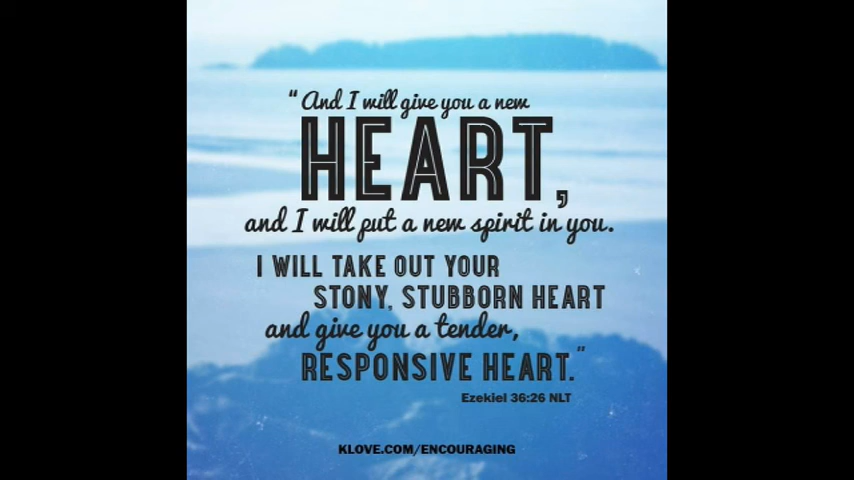 “And I will give you a new
HEART,
and I will put a new spirit in you.
I WILL TAKE OUT YOUR
STONY, STUBBORN HEART
and give you a tender,
RESPONSIVE HEART.”
Ezekiel 36:26 NLT
KLOVE.COM/ENCOURAGING